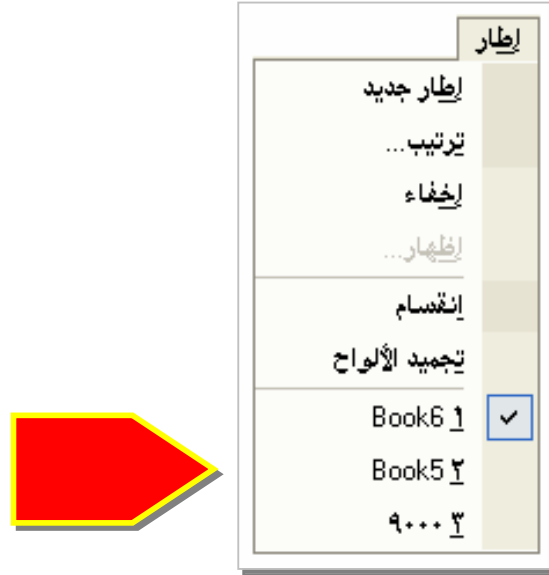 إطار
إطار جديد
ترتيب...
إخفاء
إظهار...
إنقسام
تجميد الألواح
١ Book6
٢ Book5
٣ ٩٠٠٠